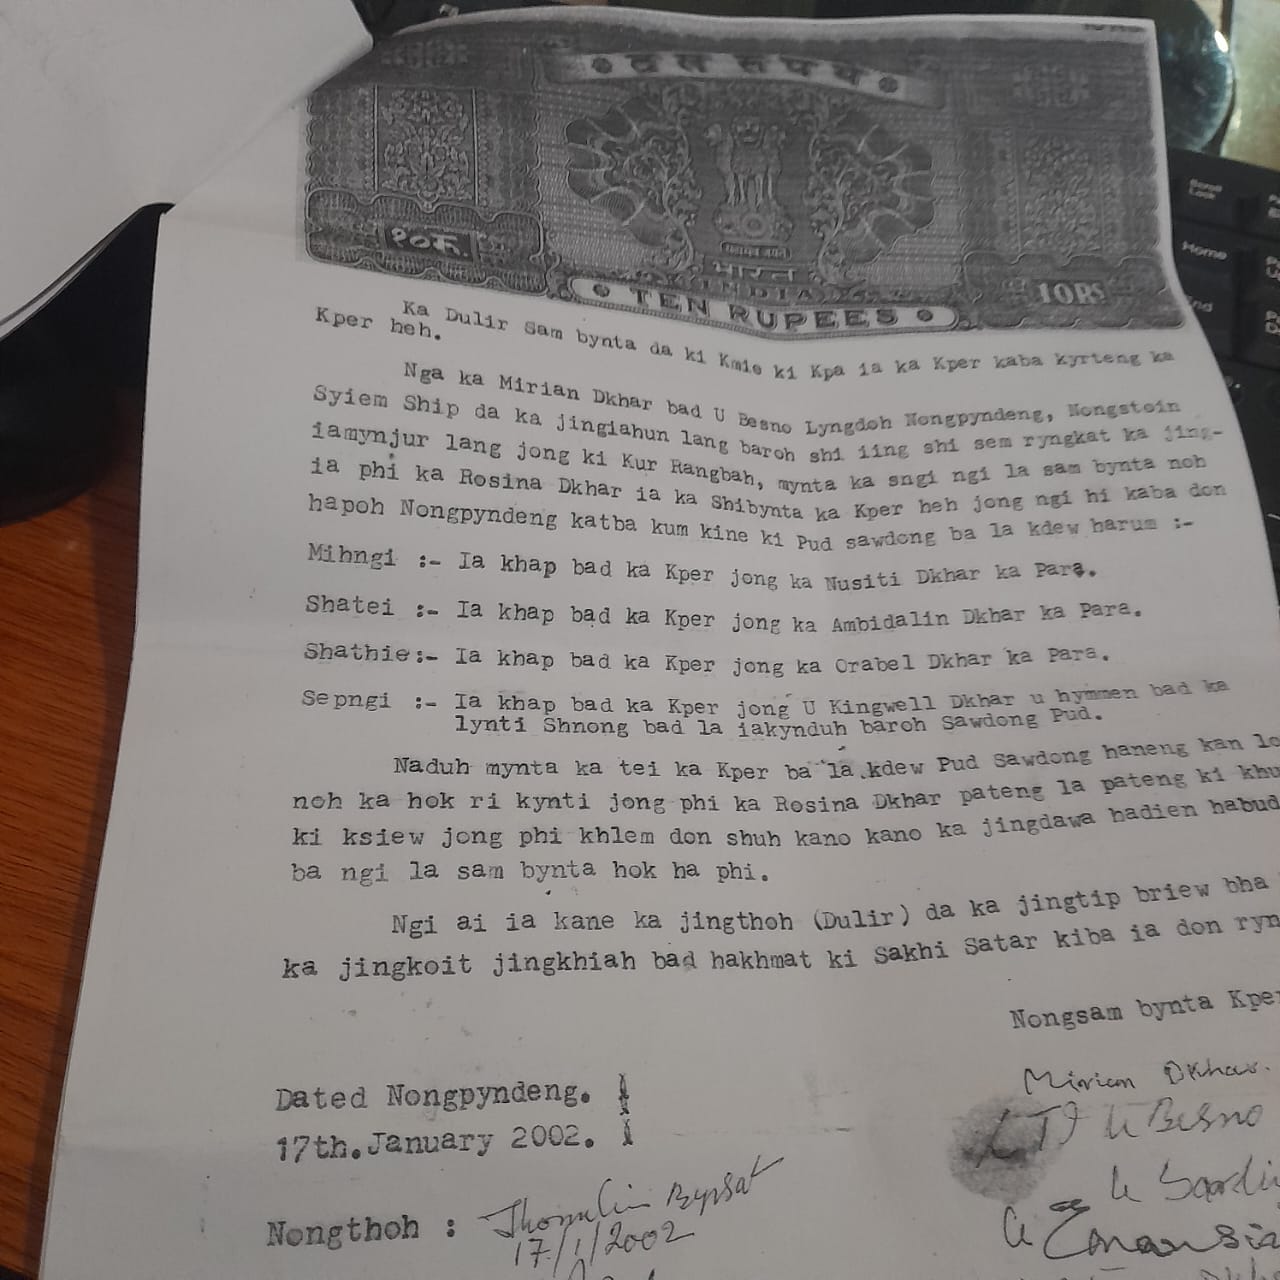 दस रुपये
१०रु.
भारत
INDIA
TEN RUPEES
10RS
Ka Dulir Sam bynta da ki Kmie ki Kpa ia ka Kper kaba kyrteng ka
Kper heh.
Nga ka Mirian Dkhar bad U Besno Lyngdoh Nongpyndeng, Nongstoin
Syiem Ship da ka jingiahun lang baroh shi iing shi sem ryngkat ka jing-
iamynjur lang jong ki Kur Rangbah, mynta ka sngi ngi la sam bynta noh
ia phi ka Rosina Dkhar ia ka Shibynta ka Kper heh jong ngi hi kaba don
hapoh Nongpyndeng katba kum kine ki Pud sawdong ba la kdew harum :-
Mihngi :- Ia khap bad ka Kper jong ka Nusiti Dkhar ka Para.
Shatei :- Ia khap bad ka Kper jong ka Ambidalin Dkhar ka Para.
Shathie:- Ia khap bad ka Kper jong ka Orabel Dkhar ka Para.
Sepngi :- Ia khap bad ka Kper jong U Kingwell Dkhar u hymmen bad ka
lynti Shnong bad la iakynduh baroh Sawdong Pud.
Naduh mynta ka tei ka Kper ba la kdew Pud Sawdong haneng kan
noh ka hok ri kynti jong phi ka Rosina Dkhar pateng la pateng ki
ki ksiew jong phi khlem don shuh kano kano ka jingdawa hadien
ba ngi la sam bynta hok ha phi.
Ngi ai ia kane ka jingthoh (Dulir) da ka jingtip briew bha
ka jingkoit jingkhiah bad hakhmat ki Sakhi Satar kiba ia don
Nongsam bynta
Mirian Dkhar.
LTI U Besno
Dated Nongpyndeng.
17th.January 2002.
U
Nongthoh :
17/1/2002
U
Scroll
Lock
Home